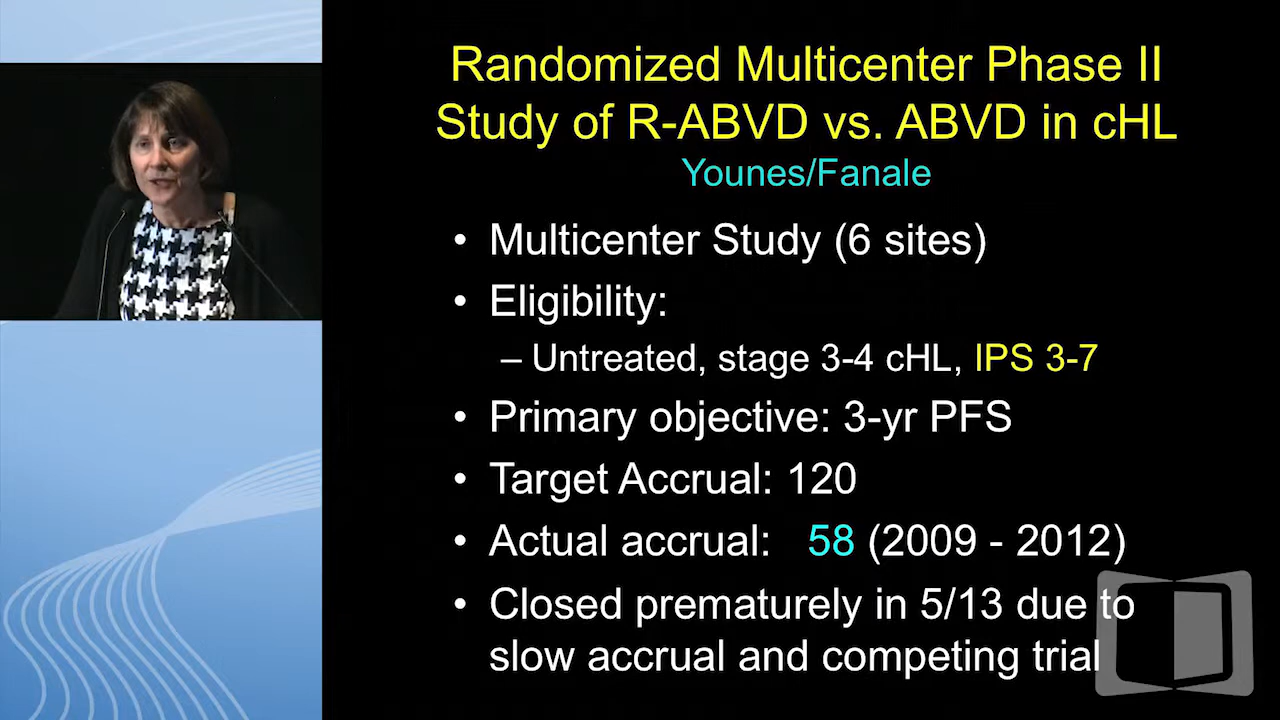 Randomized Multicenter Phase II
Study of R-ABVD vs. ABVD in cHL
Younes/Fanale
• Multicenter Study (6 sites)
• Eligibility:
– Untreated, stage 3-4 cHL, IPS 3-7
• Primary objective: 3-yr PFS
• Target Accrual: 120
• Actual accrual: 58 (2009 - 2012)
• Closed prematurely in 5/13 due to
slow accrual and competing trial